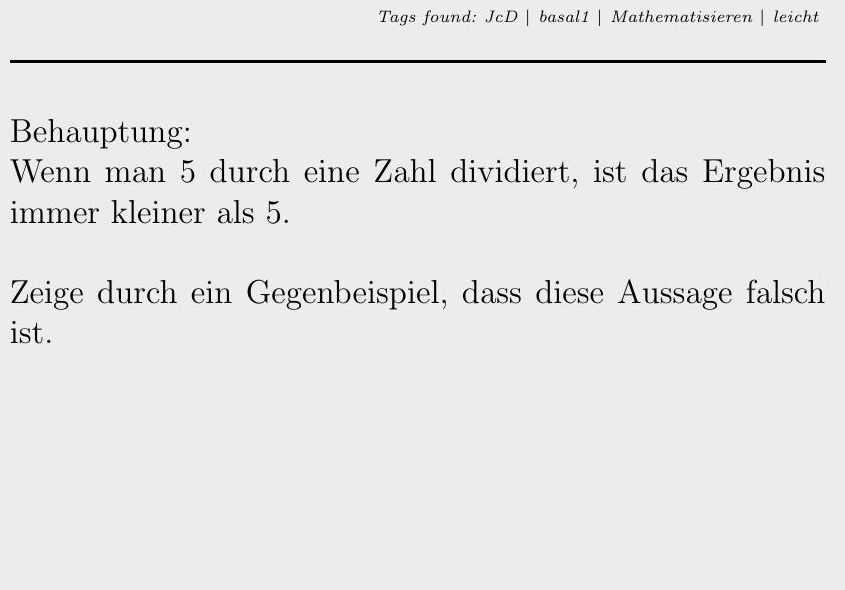 Tags found: JcD | basal1 | Mathematisieren | leicht
Behauptung:
Wenn man 5 durch eine Zahl dividiert, ist das Ergebnis
immer kleiner als 5.
Zeige durch ein Gegenbeispiel, dass diese Aussage falsch
ist.